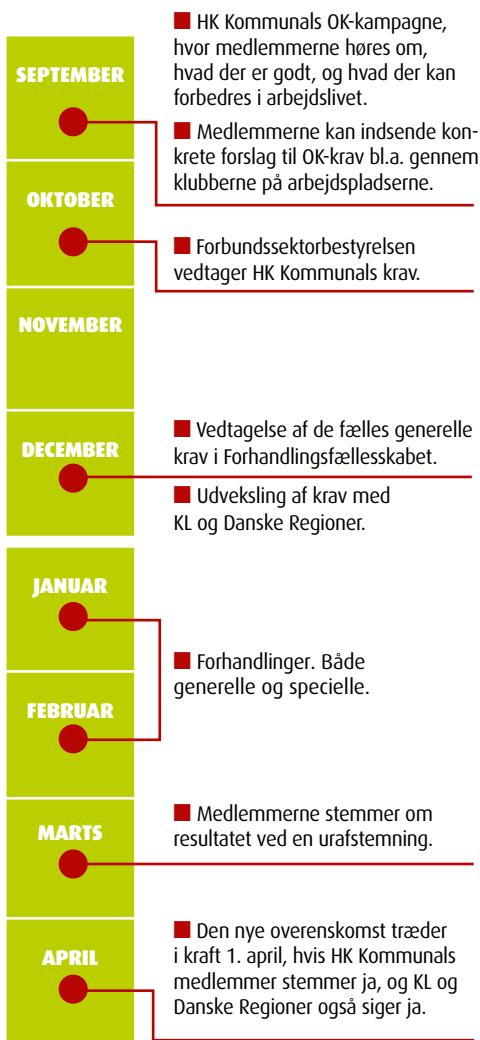 SEPTEMBER
■ HK Kommunals OK-kampagne,
hvor medlemmerne høres om,
hvad der er godt, og hvad der kan
forbedres i arbejdslivet.
■ Medlemmerne kan indsende kon-
krete forslag til OK-krav bl.a. gennem
klubberne på arbejdspladserne.
OKTOBER
■ Forbundssektorbestyrelsen
vedtager HK Kommunals krav.
NOVEMBER
DECEMBER
■ Vedtagelse af de fælles generelle
krav i Forhandlingsfællesskabet.
■ Udveksling af krav med
KL og Danske Regioner.
JANUAR
FEBRUAR
■ Forhandlinger. Både
generelle og specielle.
MARTS
■ Medlemmerne stemmer om
resultatet ved en urafstemning.
APRIL
■ Den nye overenskomst træder
i kraft 1. april, hvis HK Kommunals
medlemmer stemmer ja, og KL og
Danske Regioner også siger ja.